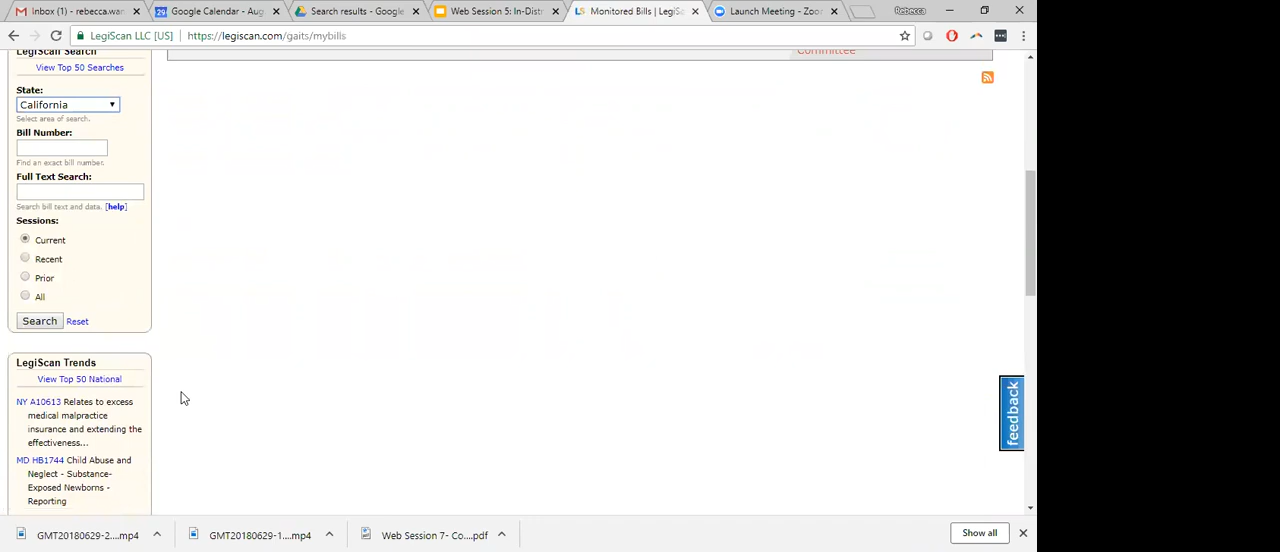 Inbox (1) - rebecca.wan
Google Calendar - Aug
Search results - Google
Web Session 5: In-Distr
Monitored Bills | LegiSc
Launch Meeting - Zoom
Rebecca
LegiScan LLC [US]
https://legiscan.com/gaits/mybills
LegiScan Search
View Top 50 Searches
State:
California
Select area of search.
Bill Number:
Find an exact bill number.
Full Text Search:
Search bill text and data. [help]
Sessions:
Current
Recent
Prior
All
Search Reset
LegiScan Trends
View Top 50 National
NY A10613 Relates to excess
medical malpractice
insurance and extending the
effectiveness...
MD HB1744 Child Abuse and
Neglect - Substance-
Exposed Newborns -
Reporting
Committee
feedback
GMT20180629-2....mp4
GMT20180629-1....mp4
Web Session 7- Co....pdf
Show all